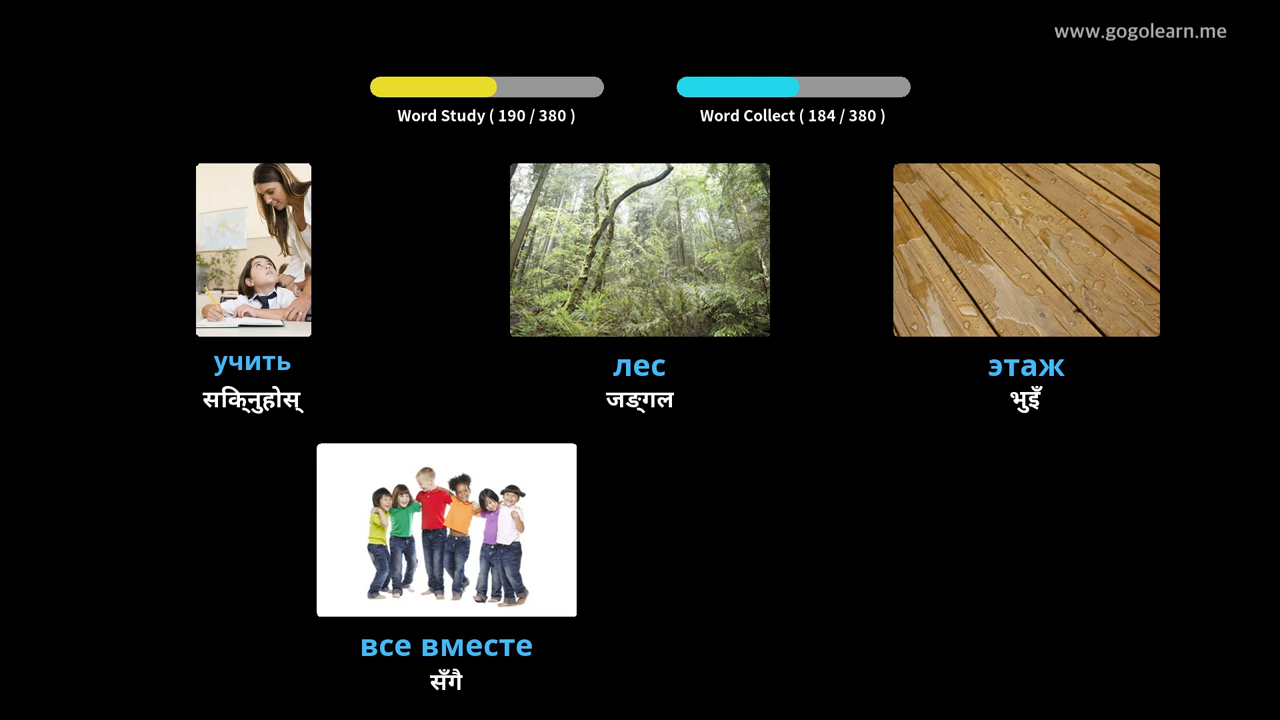 www.gogolearn.me
Word Study ( 190 / 380 )
Word Collect ( 184 / 380 )
учить
सकि्नुहोस्
лес
जङ्गल
этаж
भुइँ
все вместе
सँगै